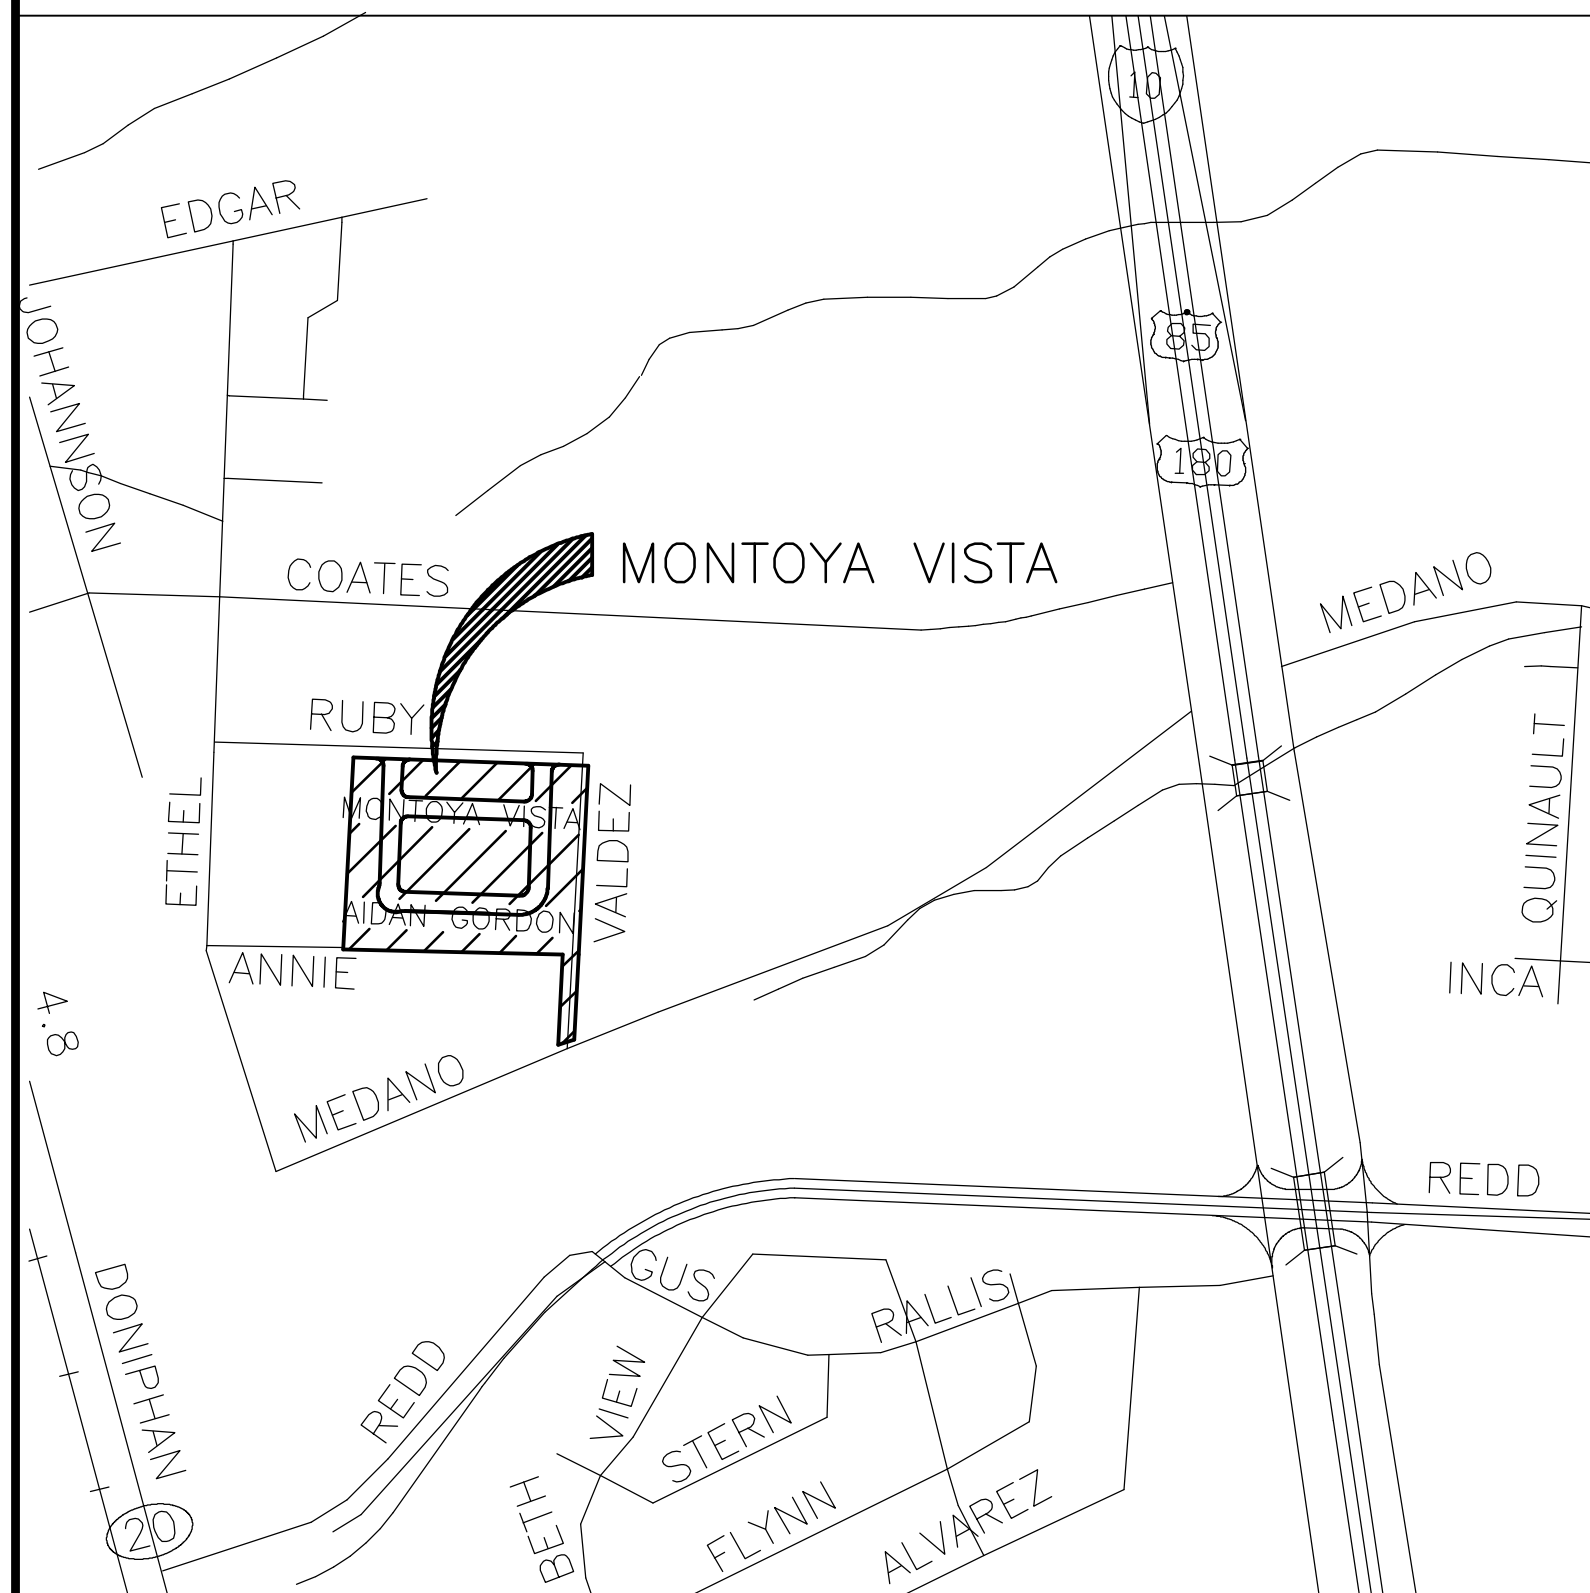 10
EDGAR
JOHANNSON
85
180
MONTOYA VISTA
COATES
MEDANO
RUBY
ETHEL
MONTOYA VISTA
VALDEZ
QUINAULT
AIDAN GORDON
ANNIE
INCA
4.8
MEDANO
REDD
GUS
RALLIS
DONIPHAN
REDD
VIEW
STERN
BETH
FLYNN
ALVAREZ
20